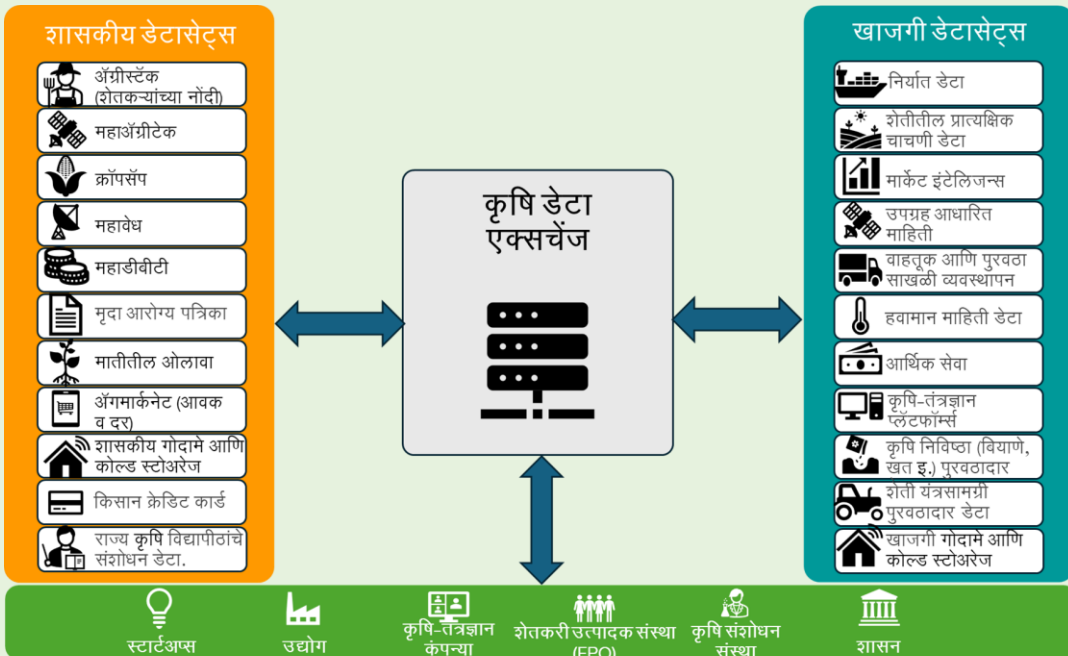 शासकीय डेटासेट्स
ॲग्रीस्टॅक
(शेतकऱ्यांच्या नोंदी)
महाॲग्रीटेक
क्रॉपसॅप
महावेध
महाडीबीटी
मृदा आरोग्य पत्रिका
मातीतील ओलावा
ॲगमार्कनेट (आवक
व दर)
शासकीय गोदामे आणि
कोल्ड स्टोअरेज
किसान क्रेडिट कार्ड
राज्य कृषि विद्यापीठांचे
संशोधन डेटा.
कृषि डेटा
एक्सचेंज
खाजगी डेटासेट्स
निर्यात डेटा
शेतीतील प्रात्यक्षिक
चाचणी डेटा
मार्केट इंटेलिजन्स
उपग्रह आधारित
माहिती
वाहतूक आणि पुरवठा
साखळी व्यवस्थापन
हवामान माहिती डेटा
आर्थिक सेवा
कृषि-तंत्रज्ञान
प्लॅटफॉर्म्स
कृषि निविष्ठा (वियाणे,
खत इ.) पुरवठादार
शेती यंत्रसामग्री
पुरवठादार डेटा
खाजगी गोदामे आणि
कोल्ड स्टोअरेज
स्टार्टअप्स
उद्योग
कृषि-तंत्रज्ञान
कंपन्या
शेतकरी उत्पादक संस्था
(FPO)
कृषि संशोधन
संस्था
शासन